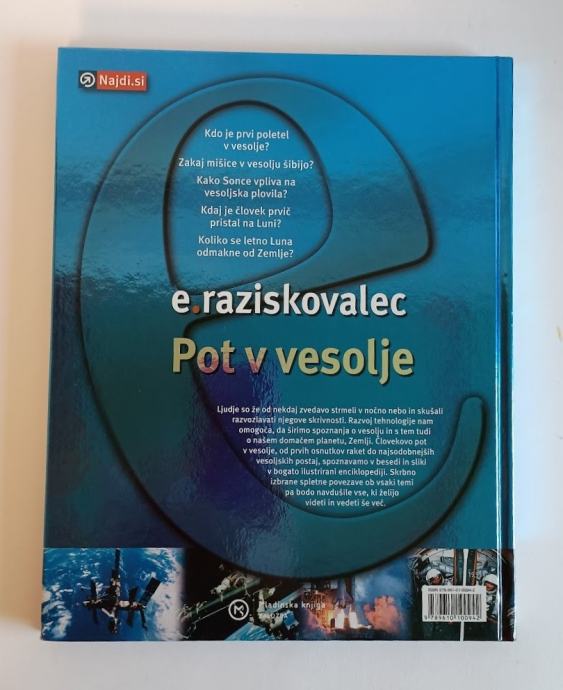 Najdi.si
Kdo je prvi poletel
v vesolje?
Zakaj mišice v vesolju šibijo?
Kako Sonce vpliva na
vesoljska plovila?
Kdaj je človek prvič
pristal na Luni?
Koliko se letno Luna
odmakne od Zemlje?
e.raziskovalec
Pot v vesolje
Ljudje so že od nekdaj zvedavo strmeli v nočno nebo in skušali
razvozlavati njegove skrivnosti. Razvoj tehnologije nam
omogoča, da širimo spoznanja o vesolju in s tem tudi
o našem domačem planetu, Zemlji. Človekovo pot
v vesolje, od prvih osnutkov raket do najsodobnejših
vesoljskih postaj, spoznavamo v besedi in sliki
v bogato ilustrirani enciklopediji. Skrbno
izbrane spletne povezave ob vsaki temi
pa bodo navdušile vse, ki želijo
videti in vedeti še več.
Mladinska knjiga
9789610100942